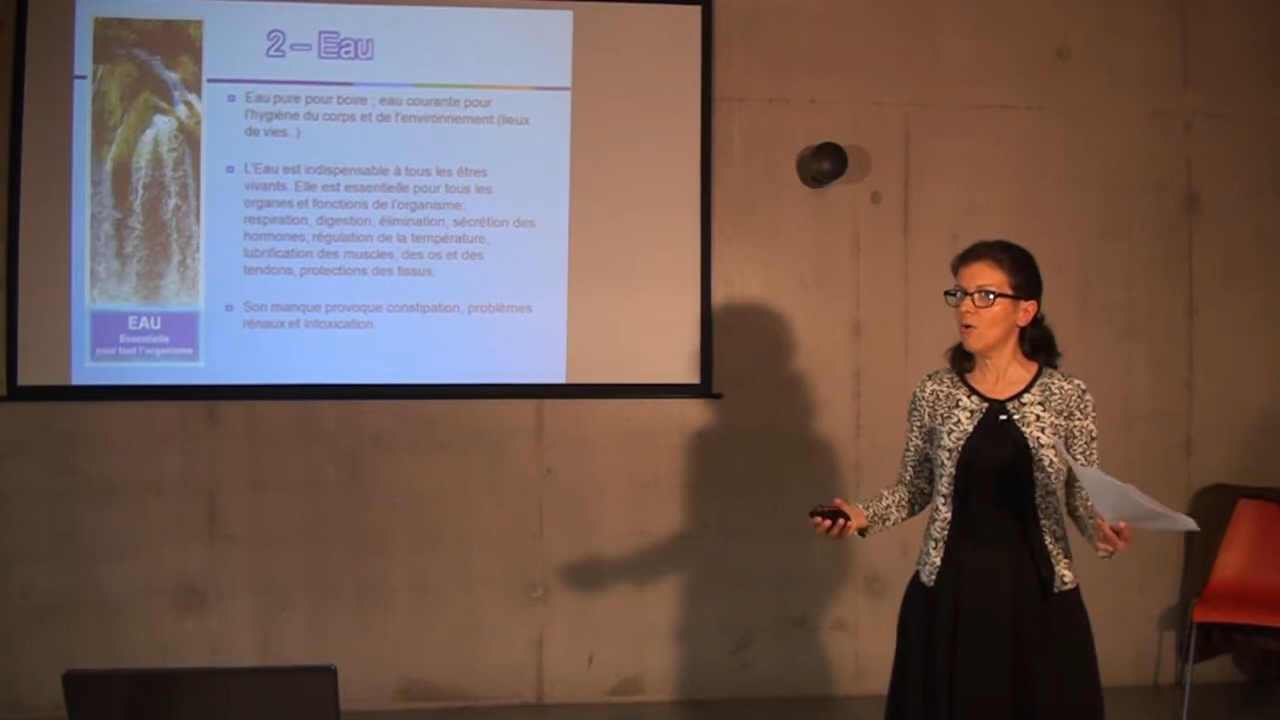 2 – Eau
Eau pure pour boire ; eau courante pour
l'hygiène du corps et de l'environnement (lieux
de vies..)
L'Eau est indispensable à tous les êtres
vivants. Elle est essentielle pour tous les
organes et fonctions de l'organisme:
respiration, digestion, élimination, sécrétion des
hormones, régulation de la température,
lubrification des muscles, des os et des
tendons, protections des tissus.
Son manque provoque constipation, problèmes
rénaux et intoxication.
EAU
Essentielle
pour tout l'organisme